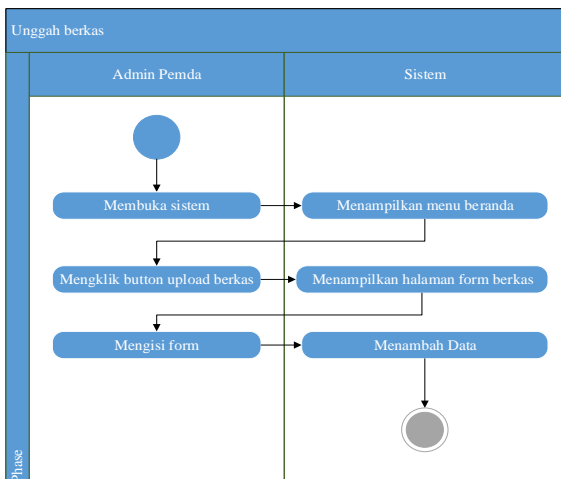 Unggah berkas
Admin Pemda
Sistem
Membuka sistem
Menampilkan menu beranda
Mengklik button upload berkas
Menampilkan halaman form berkas
Mengisi form
Menambah Data
Phase